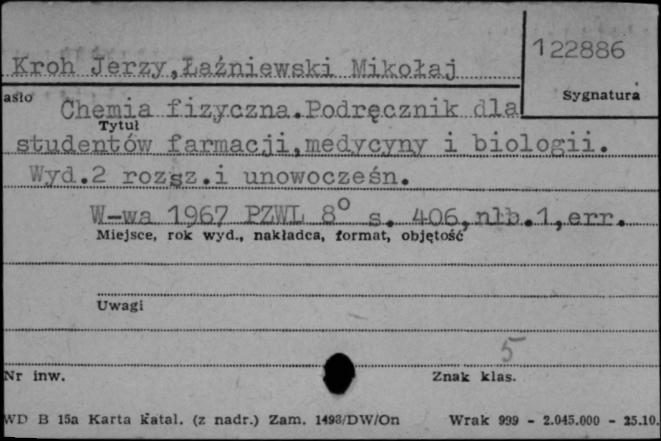 122886
Kroh Jerzy,Łaźniewski Mikołaj
Sygnatura
asło
Chemia fizyczna.Podręcznik dla
Tytuł
studentów farmacji,medycyny i biologii.
Wyd.2 rozsz.i unowocześn.
W-wa 1967 PZWL 8° s. 406,nlb.1,err.
Miejsce, rok wyd., nakładca, format, objętość
Uwagi
5
Nr inw.
Znak klas.
WD B 15a Karta katal. (z nadr.) Zam. 1493/DW/On Wrak 999 - 2.045.000 - 25.10.